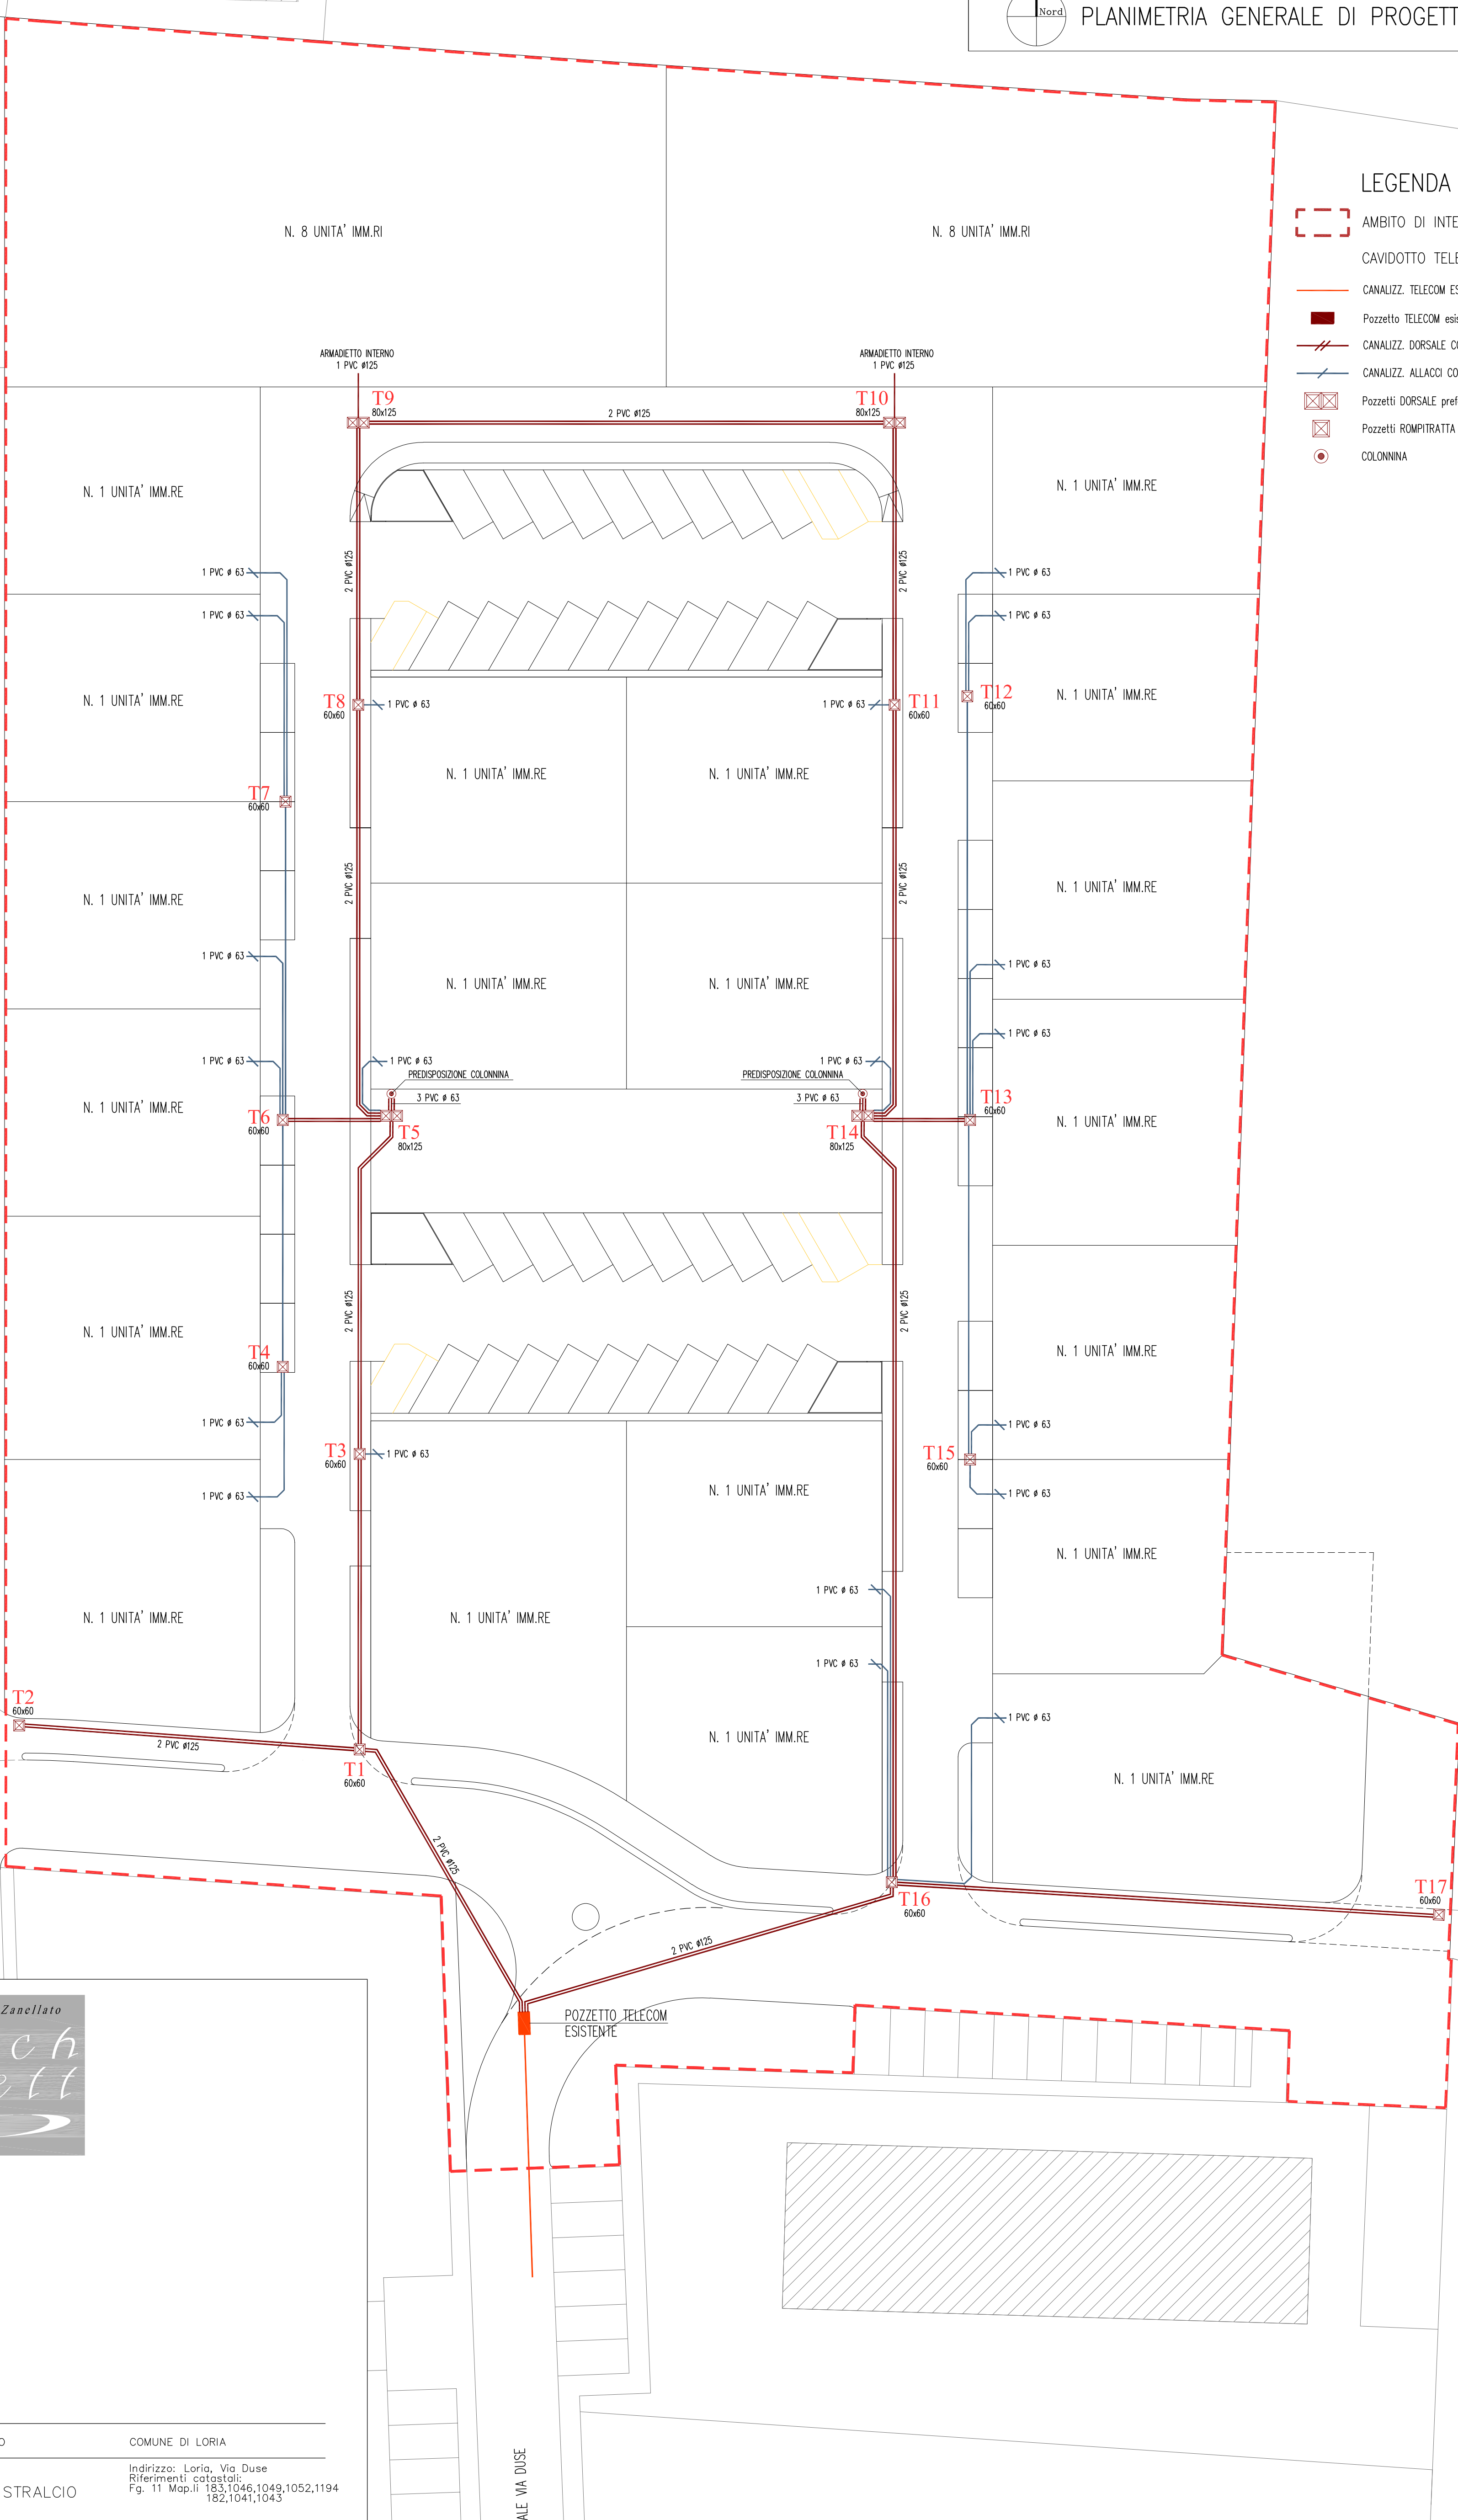 Nord
PLANIMETRIA GENERALE DI PROGETT
LEGENDA
AMBITO DI INTE
CAVIDOTTO TELE
CANALIZZ. TELECOM ES
Pozzetto TELECOM esis
CANALIZZ. DORSALE CO
CANALIZZ. ALLACCI CO
Pozzetti DORSALE pref
Pozzetti ROMPITRATTA
COLONNINA
N. 8 UNITA' IMM.RI
N. 8 UNITA' IMM.RI
ARMADIETTO INTERNO
1 PVC ø125
ARMADIETTO INTERNO
1 PVC ø125
T9
80x125
2 PVC ø125
T10
80x125
N. 1 UNITA' IMM.RE
N. 1 UNITA' IMM.RE
2 PVC ø125
2 PVC ø125
1 PVC ø 63
1 PVC ø 63
1 PVC ø 63
1 PVC ø 63
N. 1 UNITA' IMM.RE
T8
60x60
1 PVC ø 63
1 PVC ø 63
T11
60x60
T12
60x60
N. 1 UNITA' IMM.RE
N. 1 UNITA' IMM.RE
N. 1 UNITA' IMM.RE
T7
60x60
2 PVC ø125
2 PVC ø125
N. 1 UNITA' IMM.RE
N. 1 UNITA' IMM.RE
1 PVC ø 63
1 PVC ø 63
N. 1 UNITA' IMM.RE
N. 1 UNITA' IMM.RE
1 PVC ø 63
1 PVC ø 63
1 PVC ø 63
1 PVC ø 63
PREDISPOSIZIONE COLONNINA
PREDISPOSIZIONE COLONNINA
3 PVC ø 63
3 PVC ø 63
N. 1 UNITA' IMM.RE
T6
60x60
T5
80x125
T14
80x125
T13
60x60
N. 1 UNITA' IMM.RE
2 PVC ø125
2 PVC ø125
N. 1 UNITA' IMM.RE
T4
60x60
N. 1 UNITA' IMM.RE
1 PVC ø 63
1 PVC ø 63
T3
60x60
1 PVC ø 63
T15
60x60
N. 1 UNITA' IMM.RE
1 PVC ø 63
1 PVC ø 63
N. 1 UNITA' IMM.RE
1 PVC ø 63
N. 1 UNITA' IMM.RE
N. 1 UNITA' IMM.RE
1 PVC ø 63
T2
60x60
1 PVC ø 63
2 PVC ø125
N. 1 UNITA' IMM.RE
T1
60x60
N. 1 UNITA' IMM.RE
2 PVC ø125
T16
60x60
T17
60x60
2 PVC ø125
POZZETTO TELECOM
ESISTENTE
Zanellato
ch
ett
COMUNE DI LORIA
Indirizzo: Loria, Via Duse
Riferimenti catastali:
Fg. 11 Map.li 183,1046,1049,1052,1194
182,1041,1043
O
STRALCIO
ALE VIA DUSE